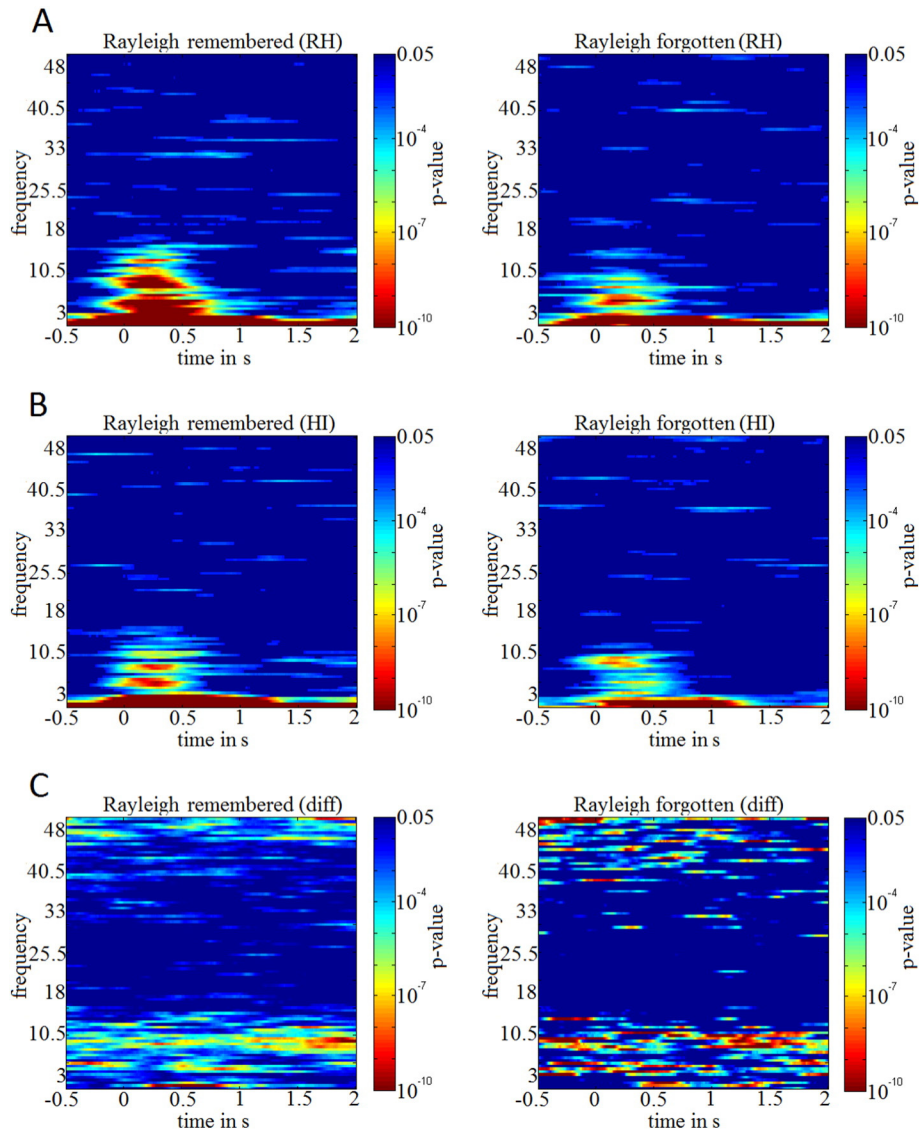 A
Rayleigh remembered (RH)
48
40.5
33
25.5
18
10.5
3
frequency
-0.5 0 0.5 1 1.5 2
time in s
0.05
10-4
10-7
10-10
p-value
Rayleigh forgotten (RH)
48
40.5
33
25.5
18
10.5
3
frequency
-0.5 0 0.5 1 1.5 2
time in s
0.05
10-4
10-7
10-10
p-value
B
Rayleigh remembered (HI)
48
40.5
33
25.5
18
10.5
3
frequency
-0.5 0 0.5 1 1.5 2
time in s
0.05
10-4
10-7
10-10
p-value
Rayleigh forgotten (HI)
48
40.5
33
25.5
18
10.5
3
frequency
-0.5 0 0.5 1 1.5 2
time in s
0.05
10-4
10-7
10-10
p-value
C
Rayleigh remembered (diff)
48
40.5
33
25.5
18
10.5
3
frequency
-0.5 0 0.5 1 1.5 2
time in s
0.05
10-4
10-7
10-10
p-value
Rayleigh forgotten (diff)
48
40.5
33
25.5
18
10.5
3
frequency
-0.5 0 0.5 1 1.5 2
time in s
0.05
10-4
10-7
10-10
p-value